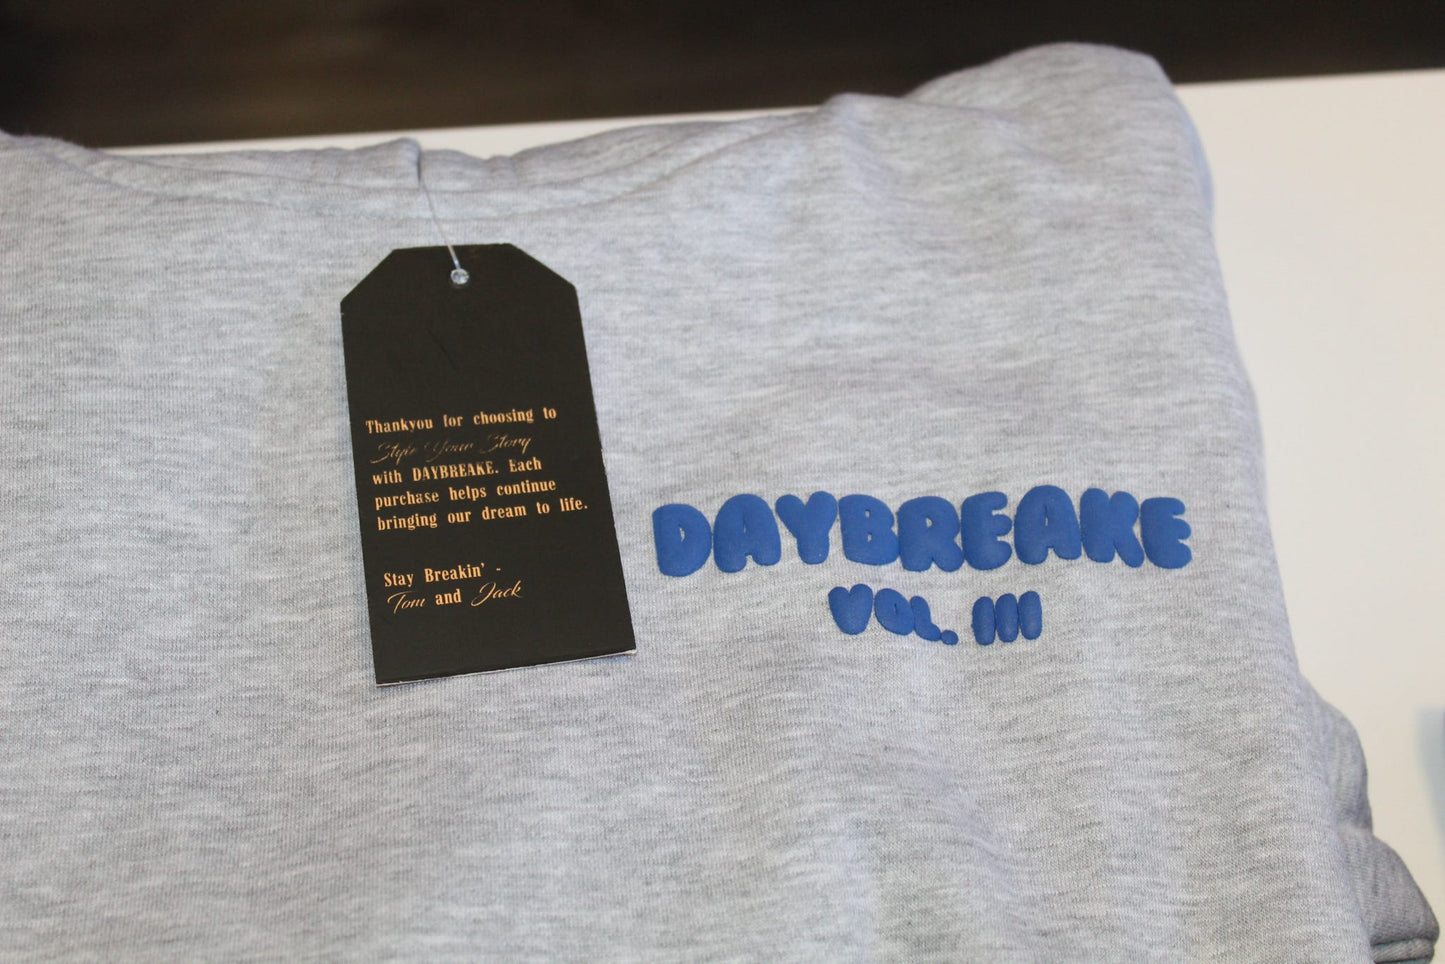 Thankyou for choosing to
Style Your Story
with DAYBREAKE. Each
purchase helps continue
bringing our dream to life.
Stay Breakin' -
Tom and Jack
DAYBREAKE
VOL. III